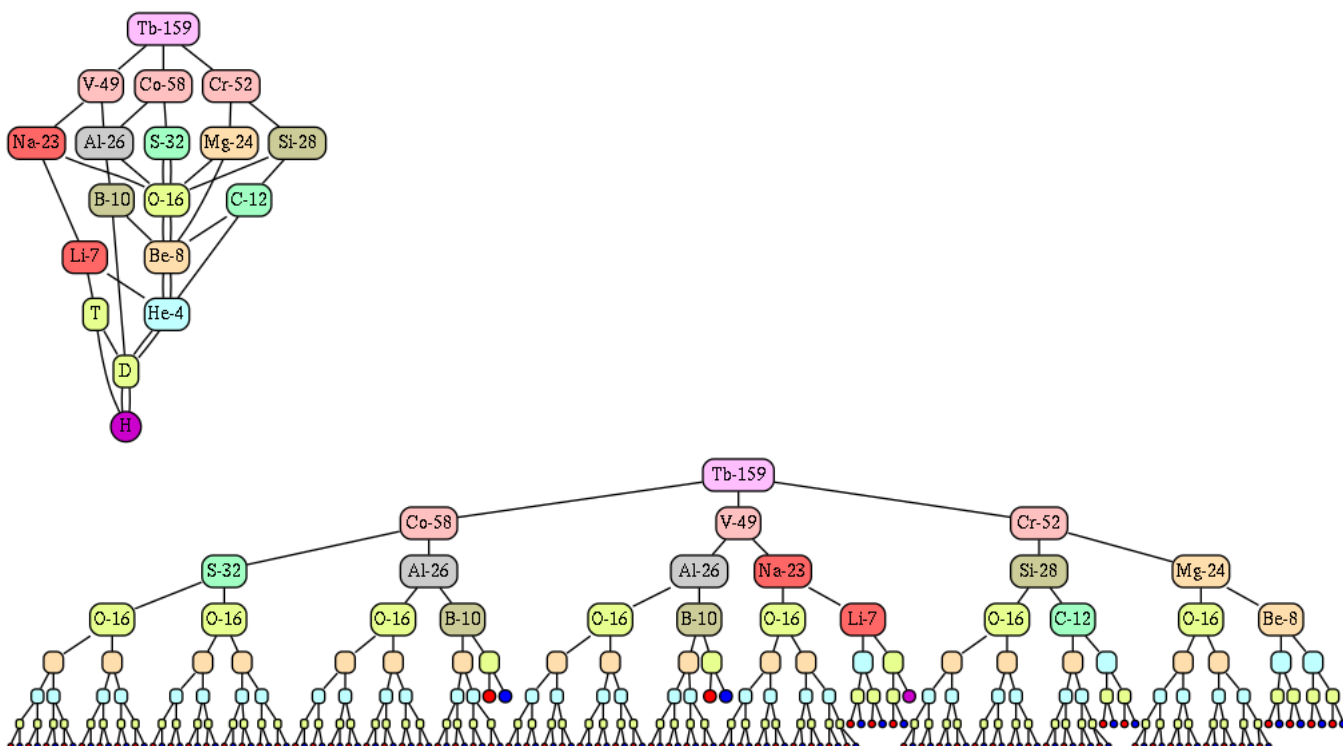 Tb-159
V-49 Co-58 Cr-52
Na-23 Al-26 S-32 Mg-24 Si-28
B-10 O-16 C-12
Li-7 Be-8
T He-4
D
H
Tb-159
Co-58 V-49 Cr-52
S-32 Al-26 Al-26 Na-23 Si-28 Mg-24
O-16 O-16 O-16 B-10 O-16 B-10 O-16 Li-7 O-16 C-12 O-16 Be-8